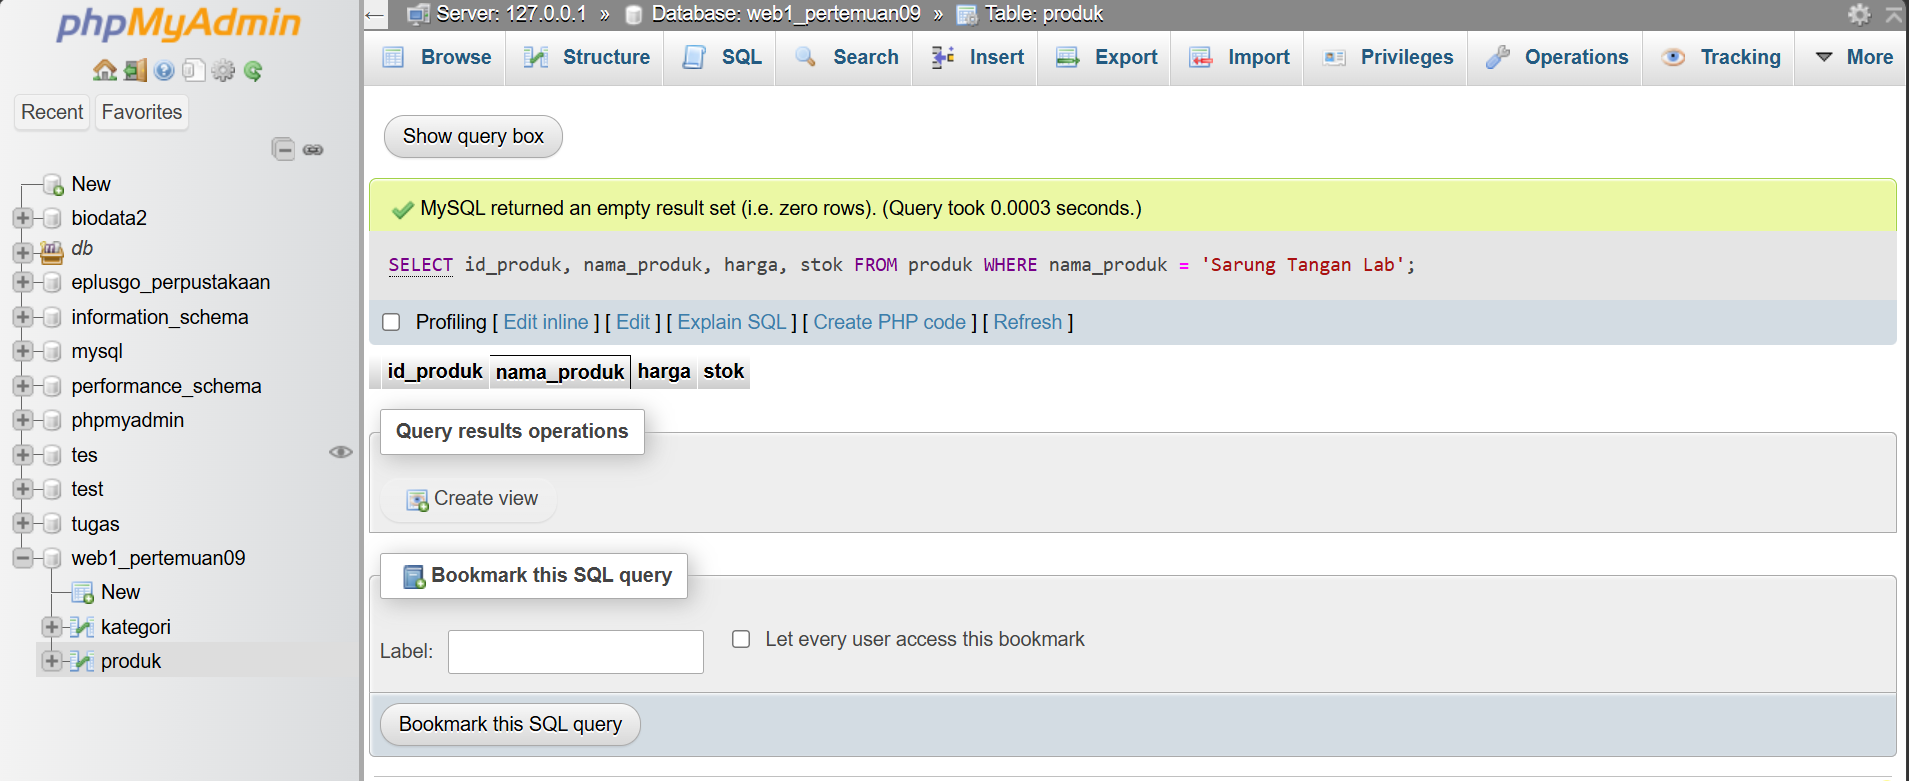 phpMyAdmin
Recent Favorites
New
biodata2
db
eplusgo_perpustakaan
information_schema
mysql
performance_schema
phpmyadmin
tes
test
tugas
web1_pertemuan09
New
kategori
produk
Server: 127.0.0.1 » Database: web1_pertemuan09 » Table: produk
Browse Structure SQL Search Insert Export Import Privileges Operations Tracking More
Show query box
MySQL returned an empty result set (i.e. zero rows). (Query took 0.0003 seconds.)
SELECT id_produk, nama_produk, harga, stok FROM produk WHERE nama_produk = 'Sarung Tangan Lab';
Profiling [ Edit inline ] [ Edit ] [ Explain SQL ] [ Create PHP code ] [ Refresh ]
id_produk nama_produk harga stok
Query results operations
Create view
Bookmark this SQL query
Label: Let every user access this bookmark
Bookmark this SQL query